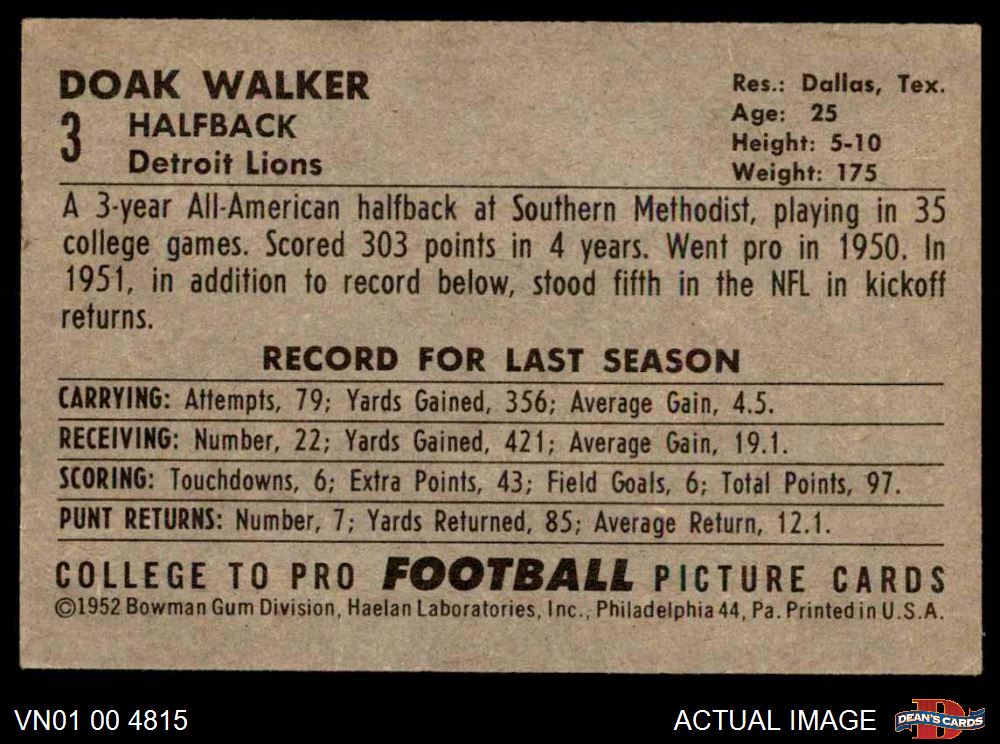 DOAK WALKER
3 HALFBACK
Detroit Lions
Res.: Dallas, Tex.
Age: 25
Height: 5-10
Weight: 175
A 3-year All-American halfback at Southern Methodist, playing in 35
college games. Scored 303 points in 4 years. Went pro in 1950. In
1951, in addition to record below, stood fifth in the NFL in kickoff
returns.
RECORD FOR LAST SEASON
CARRYING: Attempts, 79; Yards Gained, 356; Average Gain, 4.5.
RECEIVING: Number, 22; Yards Gained, 421; Average Gain, 19.1.
SCORING: Touchdowns, 6; Extra Points, 43; Field Goals, 6; Total Points, 97.
PUNT RETURNS: Number, 7; Yards Returned, 85; Average Return, 12.1.
COLLEGE TO PRO FOOTBALL PICTURE CARDS
©1952 Bowman Gum Division, Haelan Laboratories, Inc., Philadelphia 44, Pa. Printed in U.S.A.
VN01 00 4815
ACTUAL IMAGE
D
DEAN'S CARDS